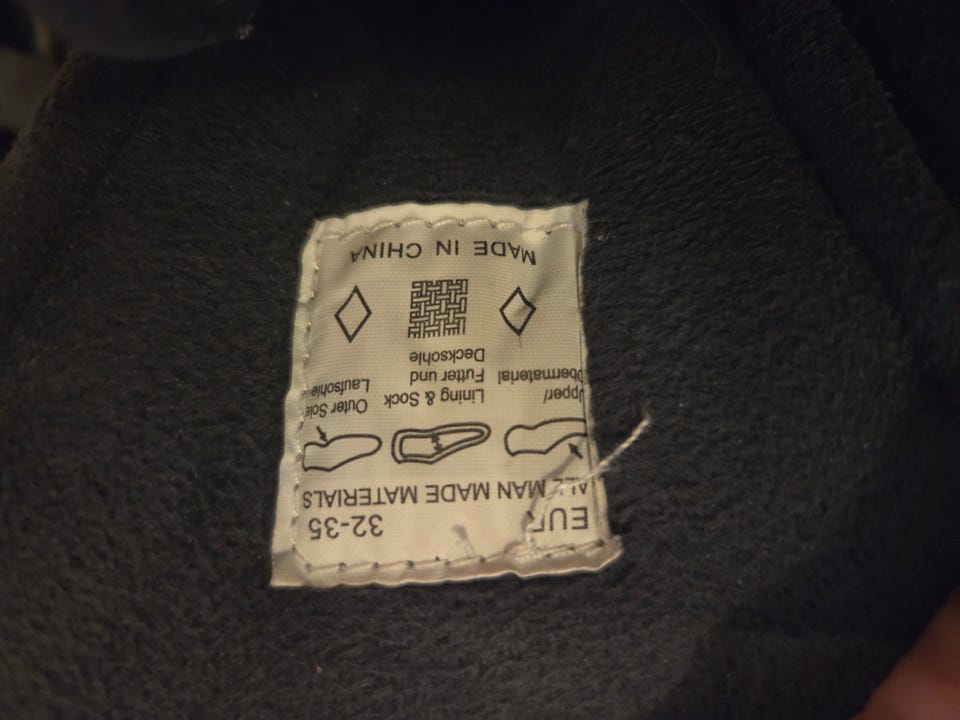 EUR 32-35
ALL MAN MADE MATERIALS
Upper/ Lining & Sock Outer Sole
Obermaterial Futter und Laufsohle
Decksohle
MADE IN CHINA